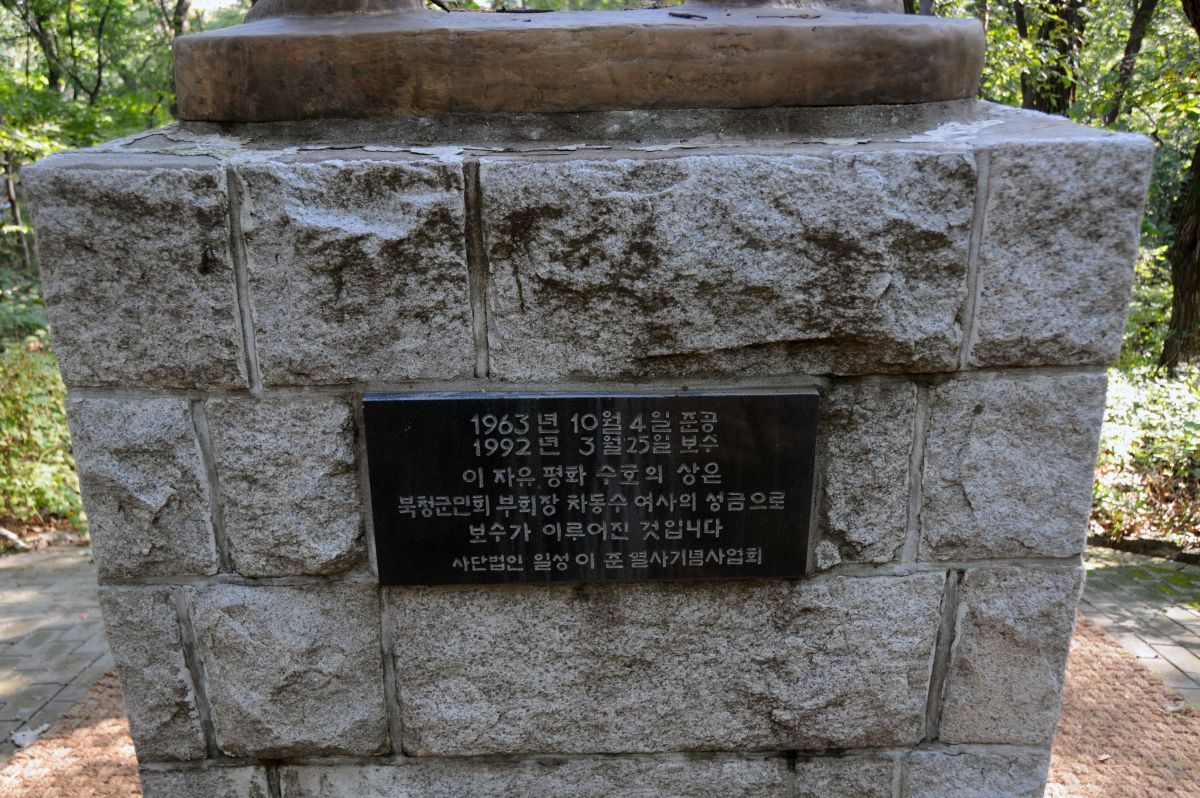 1963년 10월 4일 준공
1992년 3월25일 보수
이 자유 평화 수호의 상은
북청군민회 부회장 차동수 여사의 성금으로
보수가 이루어진 것입니다
사단법인 일성 이 준 열사기념사업회